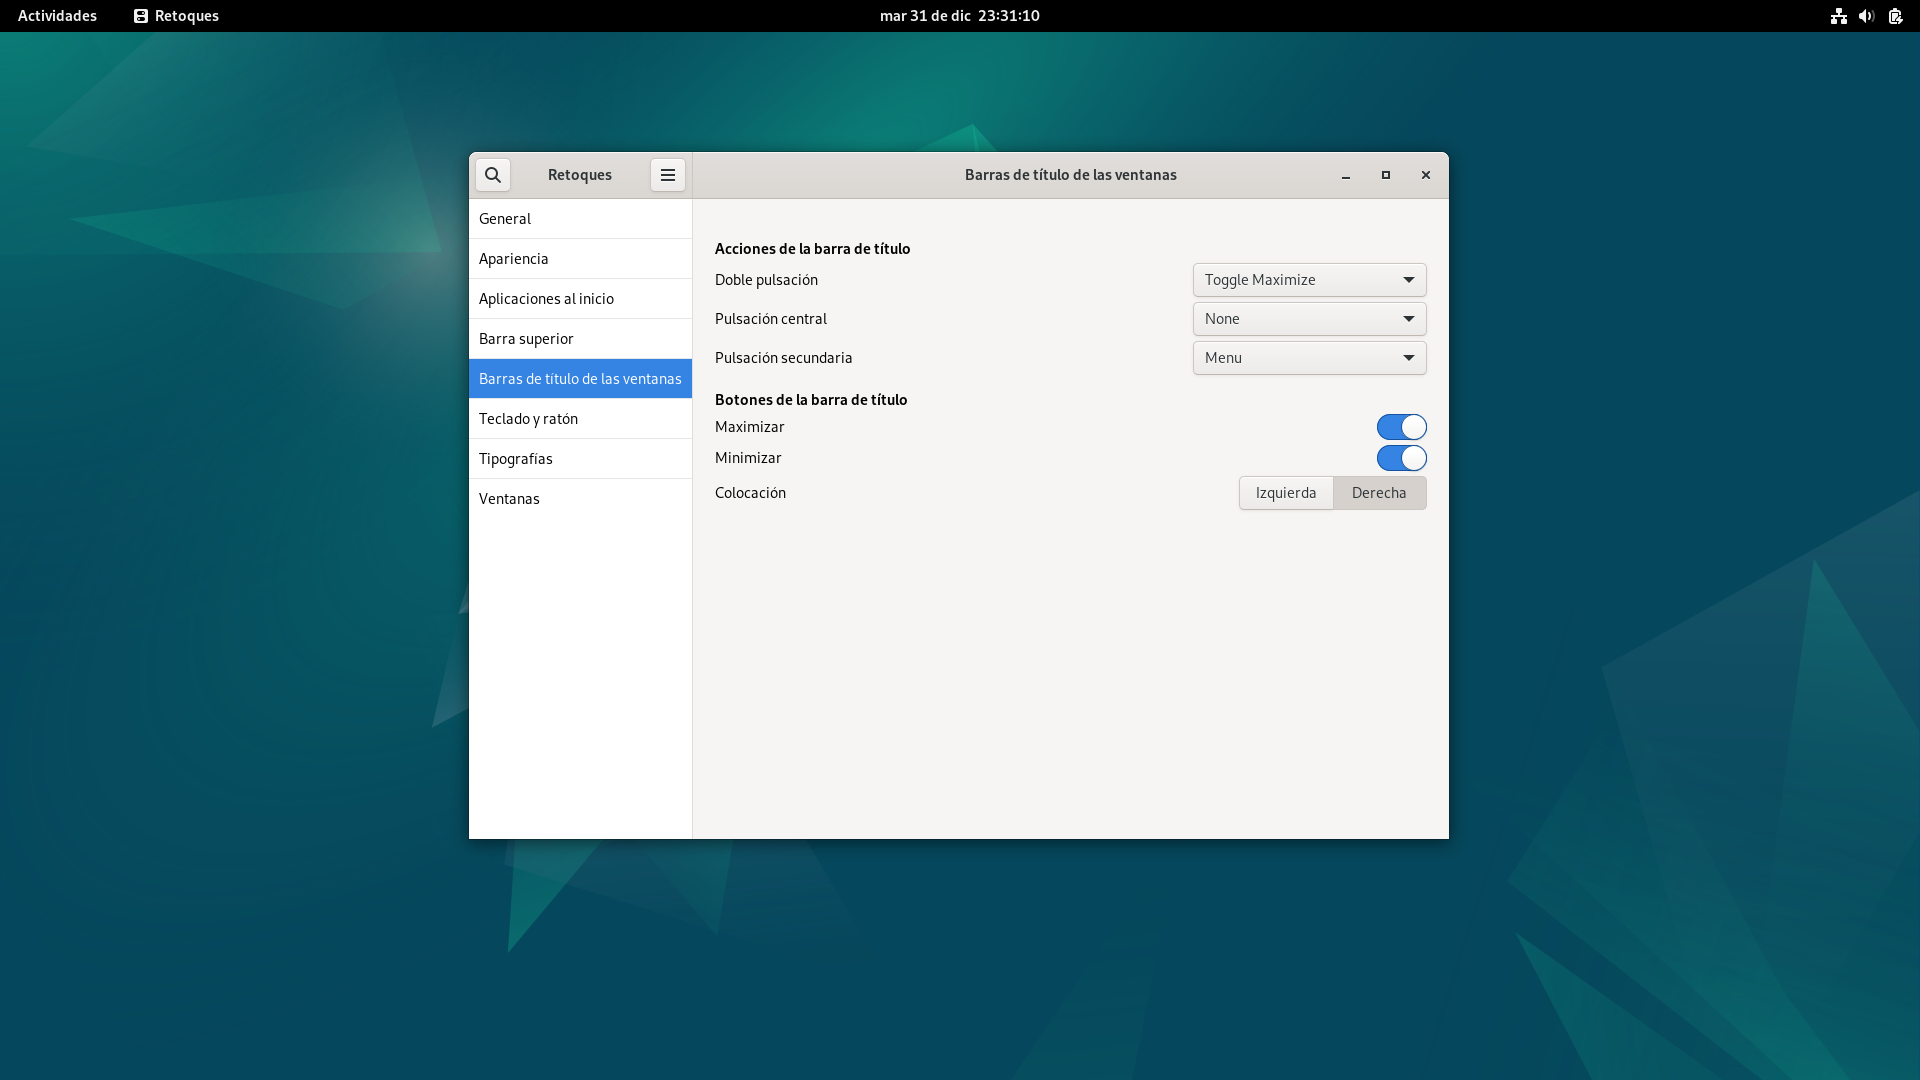 Actividades
Retoques
mar 31 de dic  23:31:10
Retoques
Barras de título de las ventanas
General
Apariencia
Aplicaciones al inicio
Barra superior
Barras de título de las ventanas
Teclado y ratón
Tipografías
Ventanas
Acciones de la barra de título
Doble pulsación
Toggle Maximize
Pulsación central
None
Pulsación secundaria
Menu
Botones de la barra de título
Maximizar
Minimizar
Colocación
Izquierda
Derecha